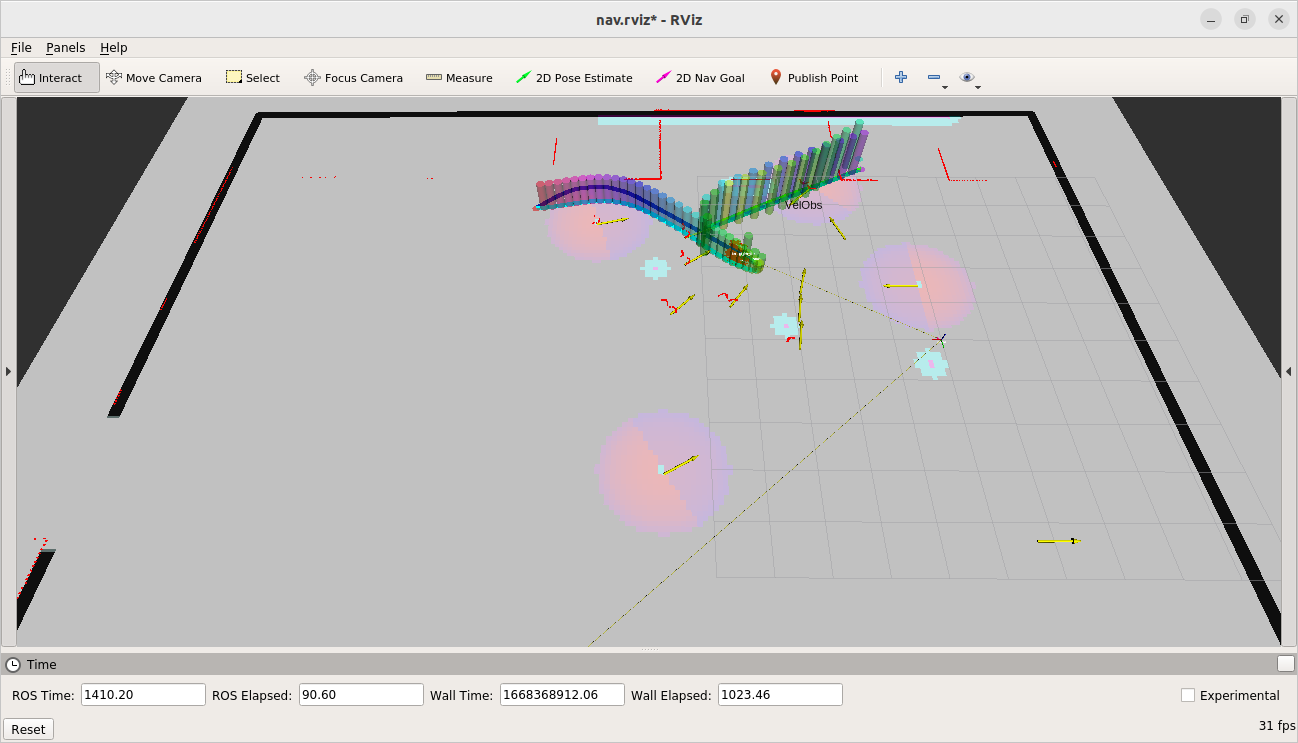 nav.rviz* - RViz
File Panels Help
Interact Move Camera Select Focus Camera Measure 2D Pose Estimate 2D Nav Goal Publish Point
VelObs
Time
ROS Time: 1410.20 ROS Elapsed: 90.60 Wall Time: 1668368912.06 Wall Elapsed: 1023.46 Experimental
Reset 31 fps